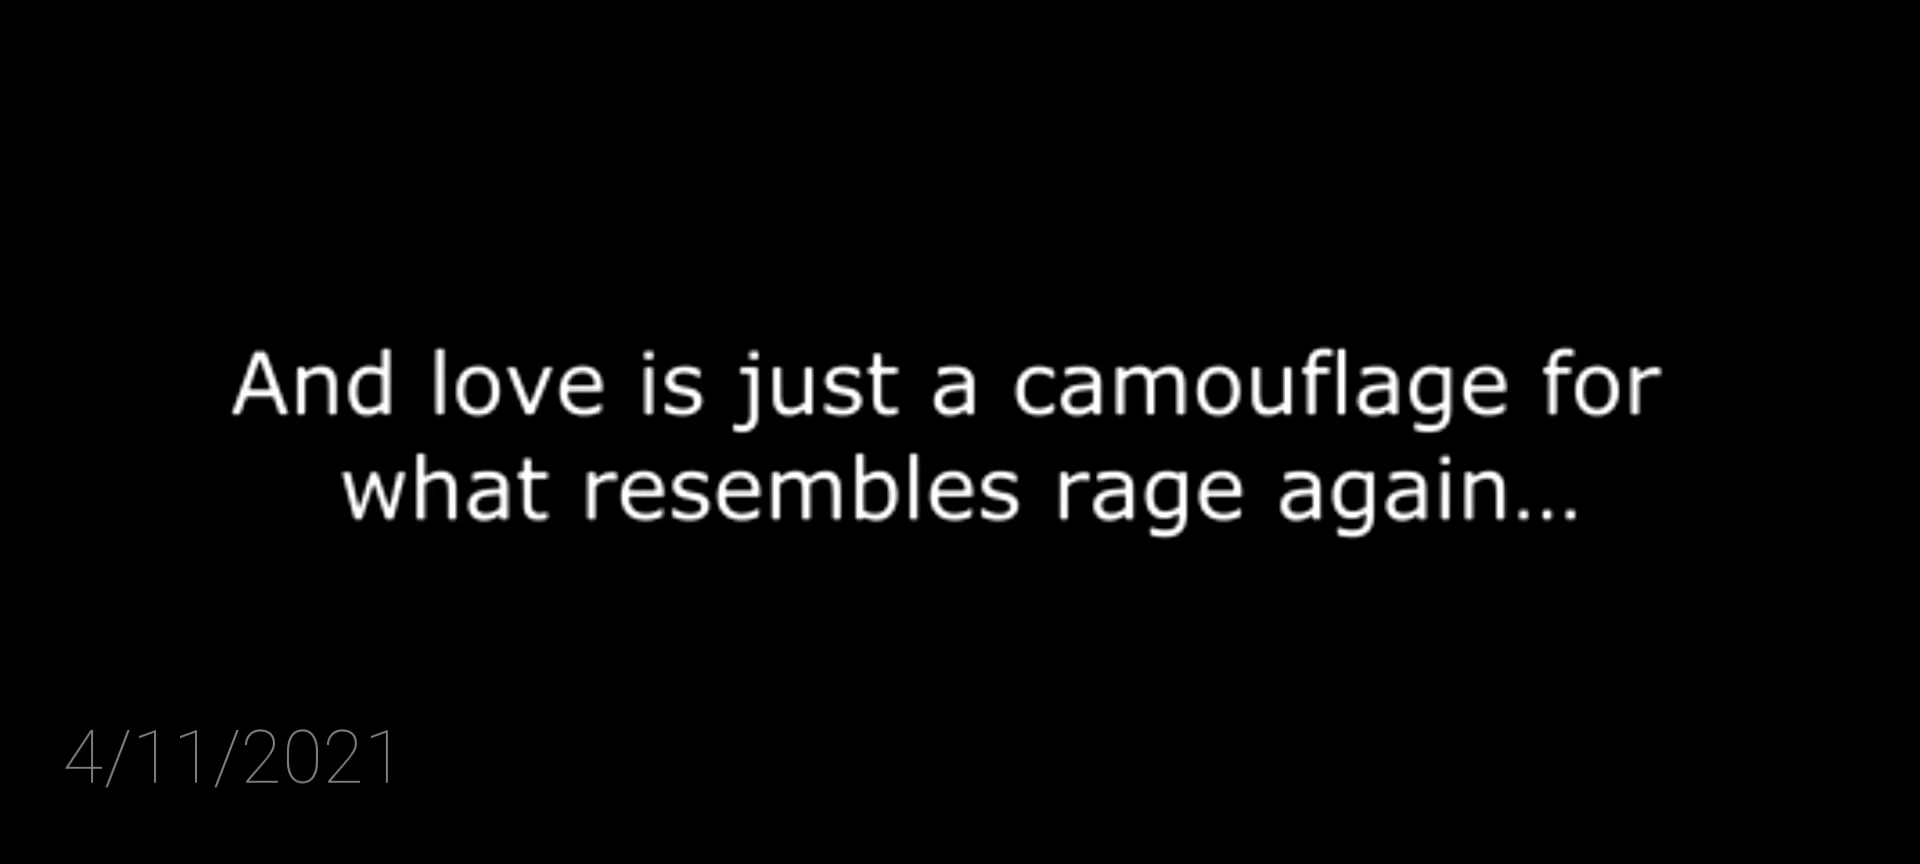 And love is just a camouflage for
what resembles rage again...
4/11/2021